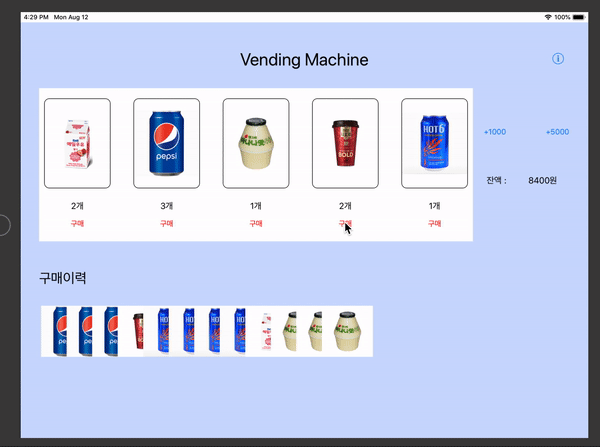 4:29 PM Mon Aug 12
100%
Vending Machine
pepsi
HOT6
+1000 +5000
잔액 : 8400원
2개 3개 1개 2개 1개
구매 구매 구매 구매 구매
구매이력